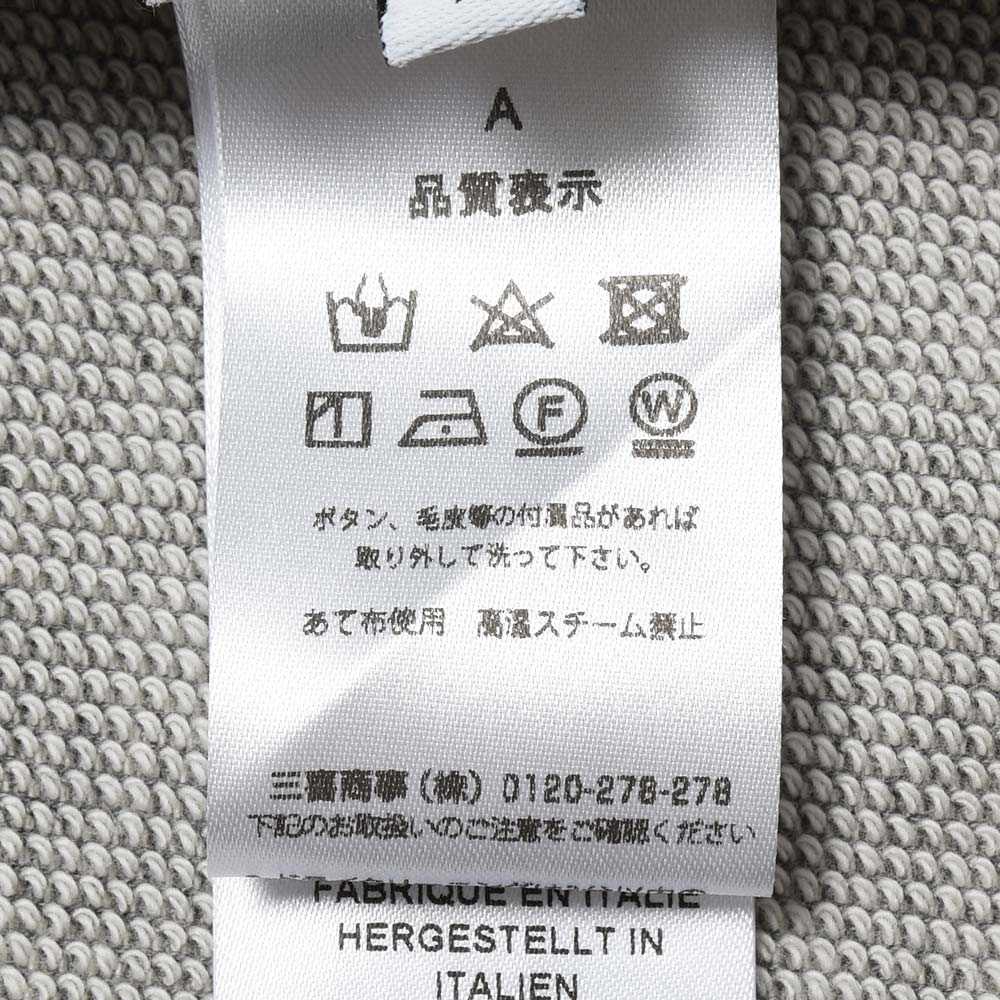 A
品質表示
F
W
ボタン、毛皮等の付属品があれば
取り外して洗って下さい。
あて布使用 高温スチーム禁止
三喜商事(株) 0120-278-278
下記のお取扱いのご注意をご確認ください
FABRIQUE EN ITALIE
HERGESTELLT IN
ITALIEN